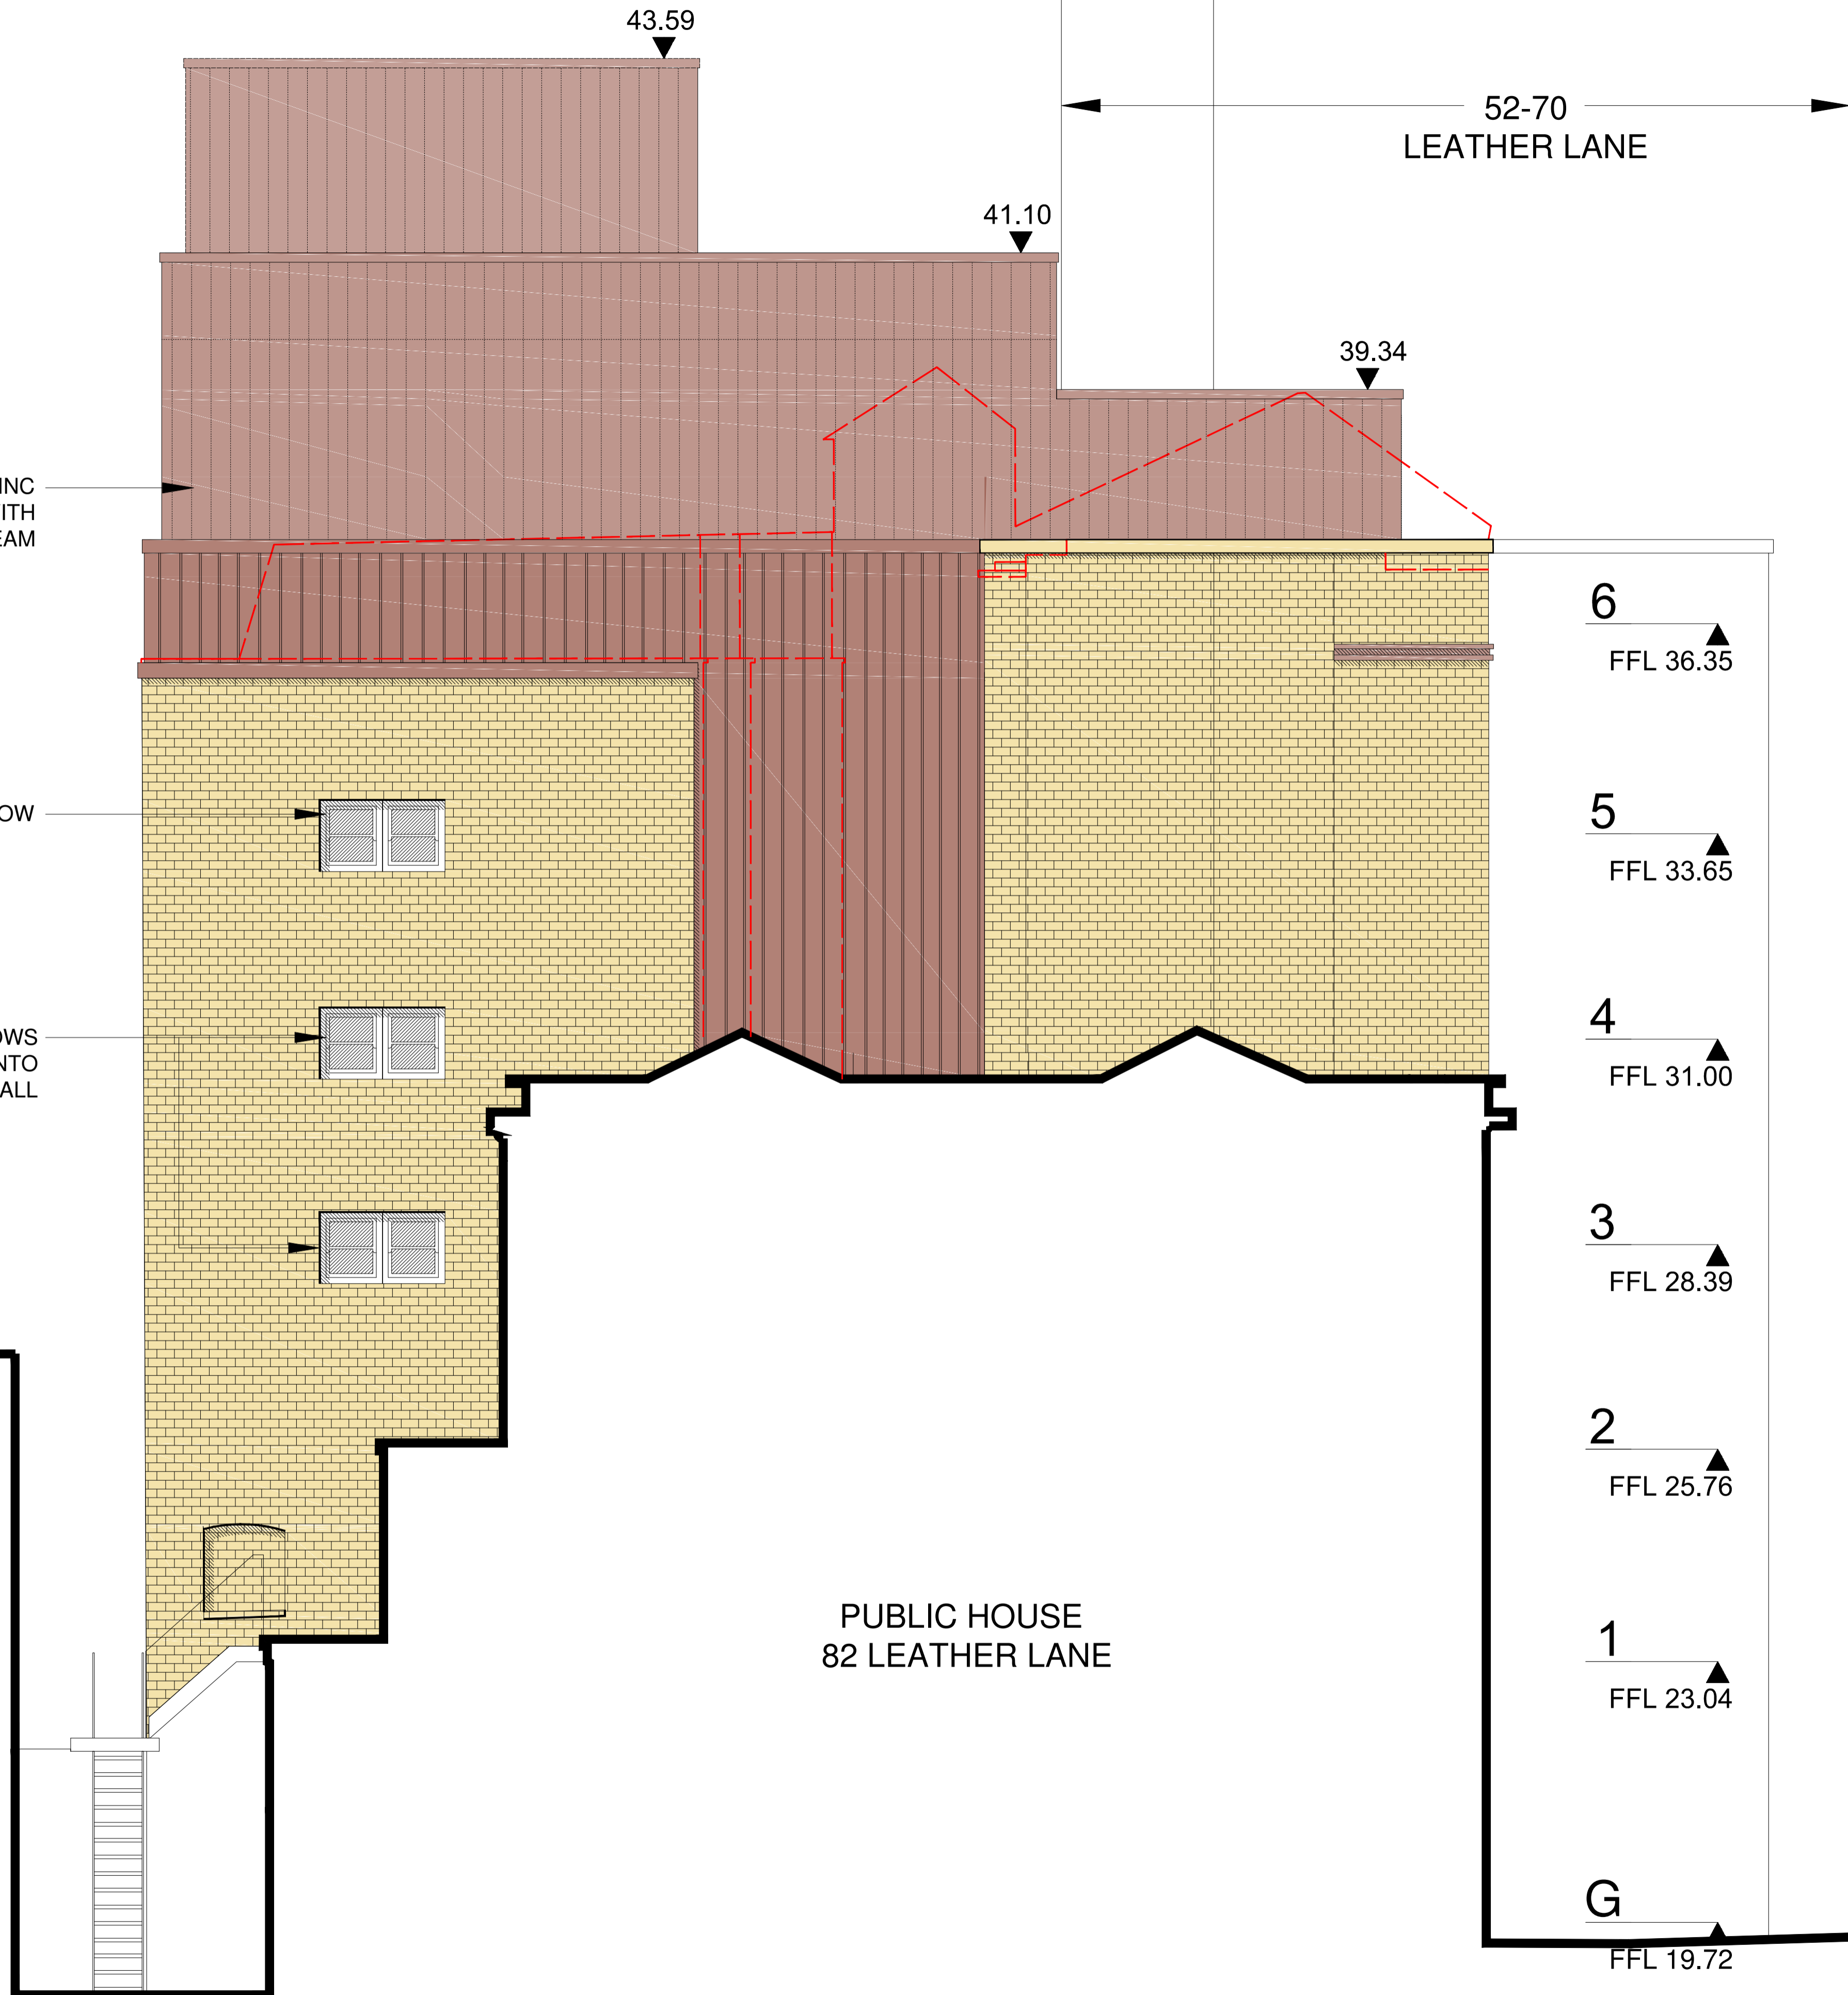 43.59
52-70
LEATHER LANE
41.10
39.34
INC
ITH
EAM
6
FFL 36.35
OW
5
FFL 33.65
OWS
NTO
ALL
4
FFL 31.00
3
FFL 28.39
2
FFL 25.76
PUBLIC HOUSE
82 LEATHER LANE
1
FFL 23.04
G
FFL 19.72